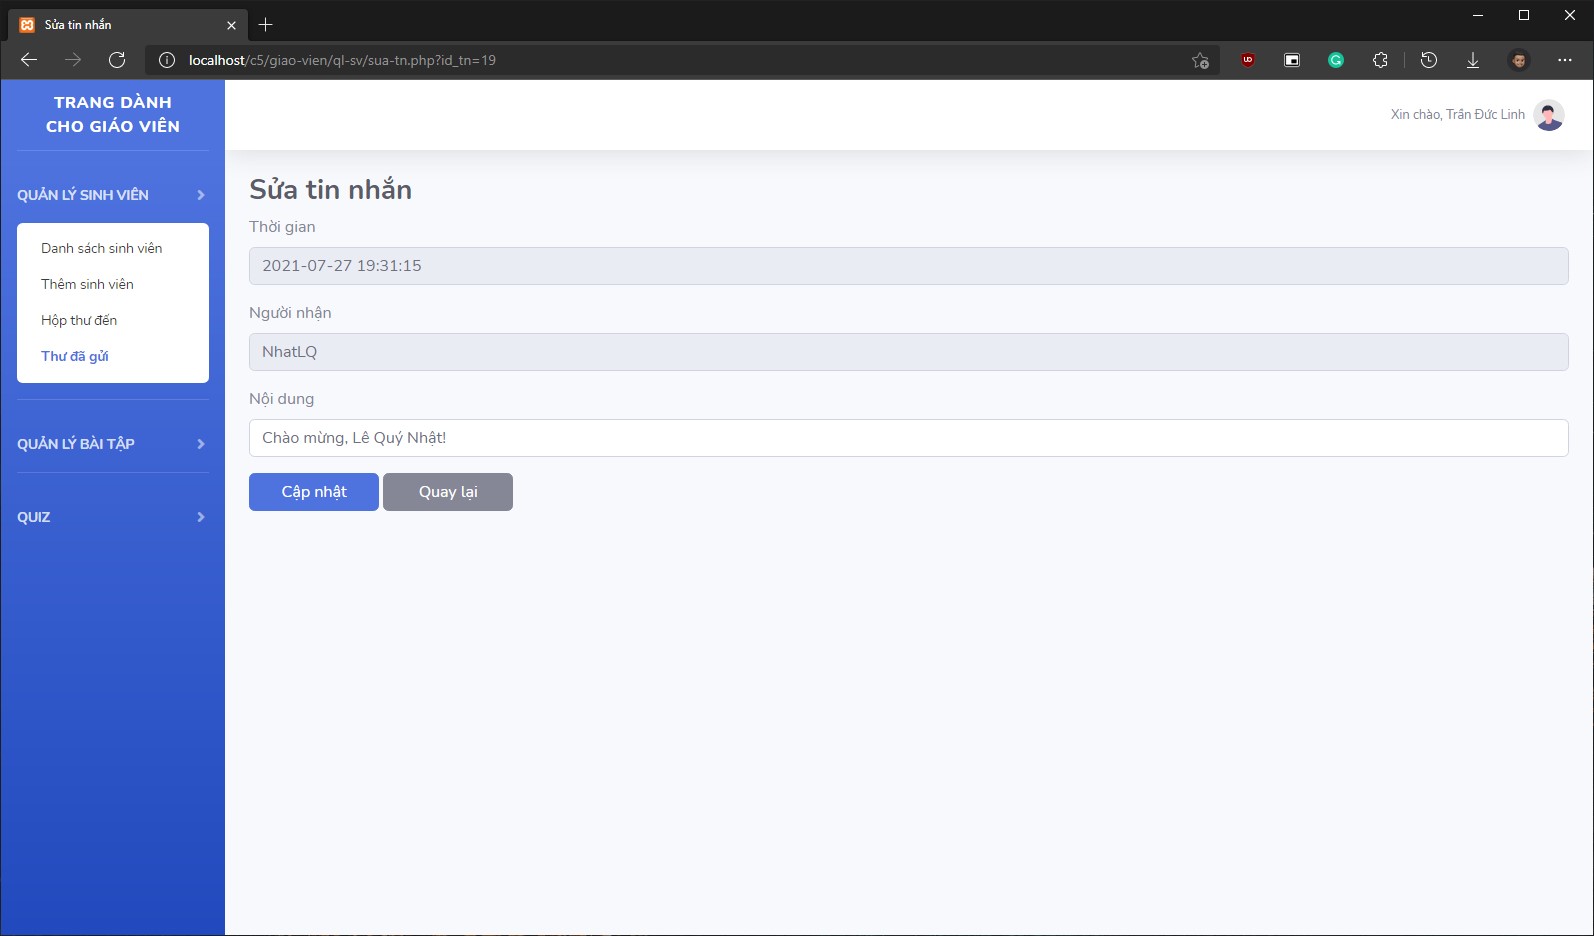 Sửa tin nhắn
localhost/c5/giao-vien/ql-sv/sua-tn.php?id_tn=19
TRANG DÀNH
CHO GIÁO VIÊN
Xin chào, Trần Đức Linh
QUẢN LÝ SINH VIÊN
Danh sách sinh viên
Thêm sinh viên
Hộp thư đến
Thư đã gửi
QUẢN LÝ BÀI TẬP
QUIZ
Sửa tin nhắn
Thời gian
2021-07-27 19:31:15
Người nhận
NhatLQ
Nội dung
Chào mừng, Lê Quý Nhật!
Cập nhật
Quay lại